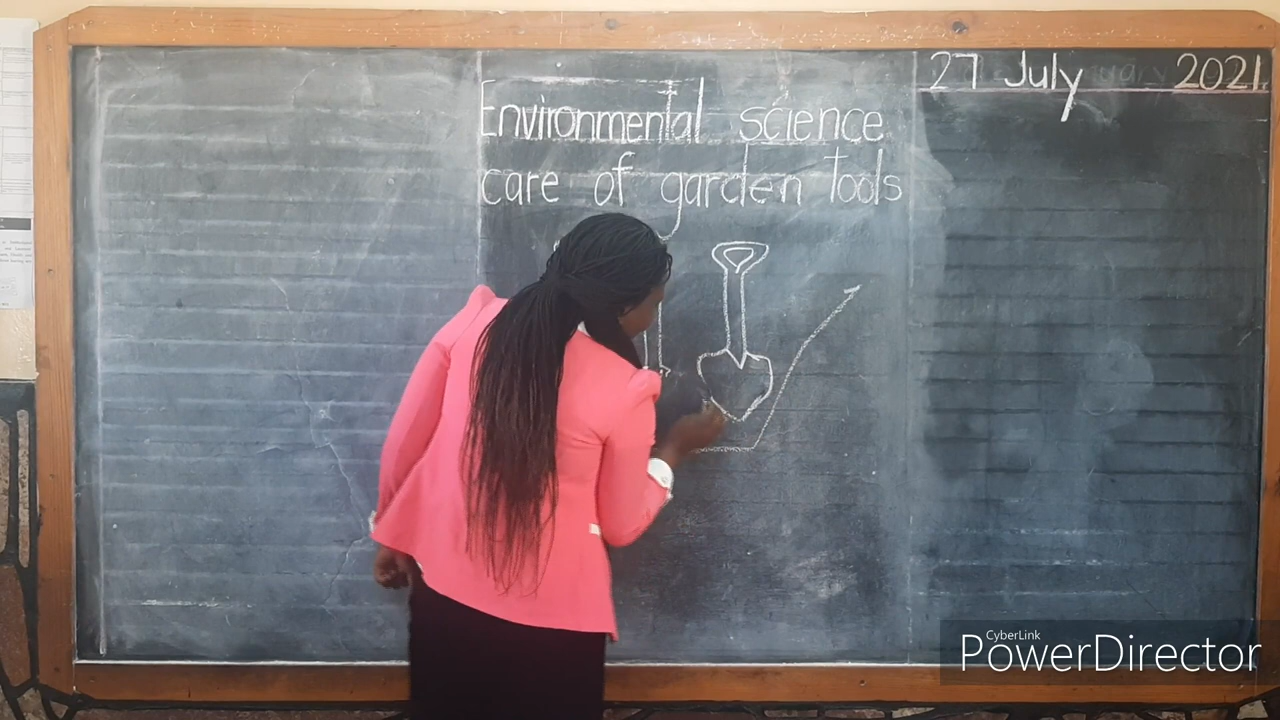 27 July 2021
Environmental science
care of garden tools
CyberLink
PowerDirector